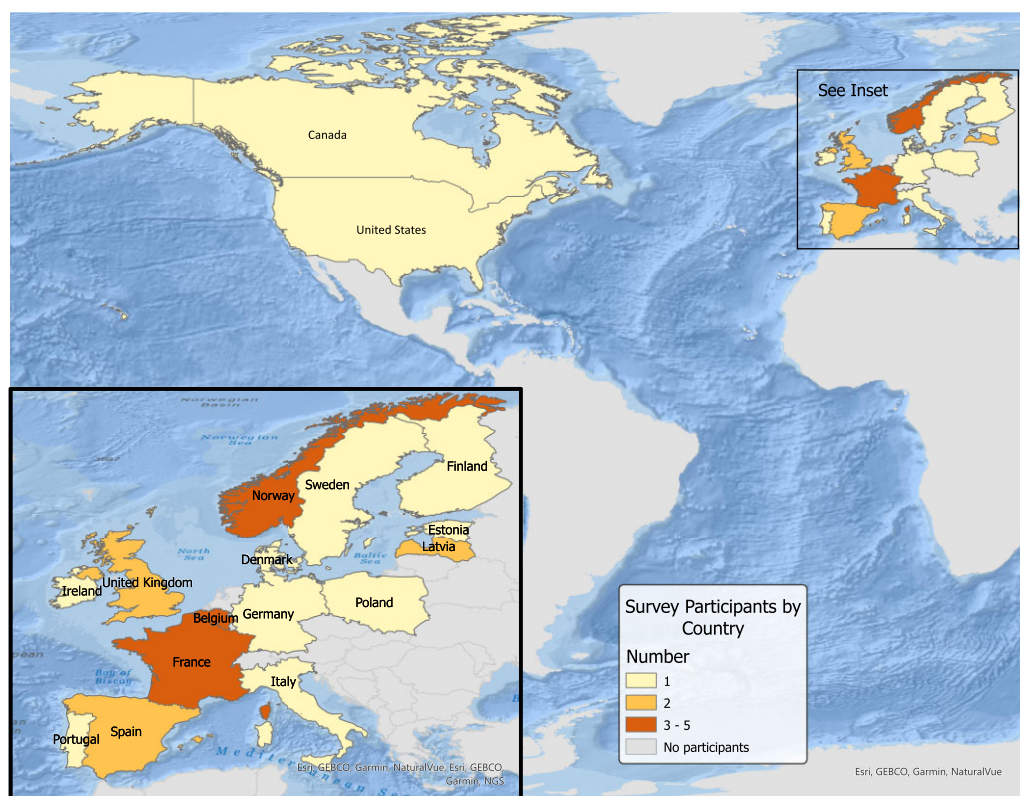 See Inset
Canada
United States
Norwegian
Basin
Norwegian
Sea
Finland
Sweden
Norway
Estonia
Latvia
North
Sea
Baltic
Sea
Denmark
United Kingdom
Ireland
Poland
Germany
Belgium
France
Italy
Bay of
Biscay
Spain
Portugal
Mediterranean Sea
Esri, GEBCO, Garmin, NaturalVue, Esri, GEBCO,
Garmin, NGS
Survey Participants by
Country
Number
1
2
3 - 5
No participants
Esri, GEBCO, Garmin, NaturalVue